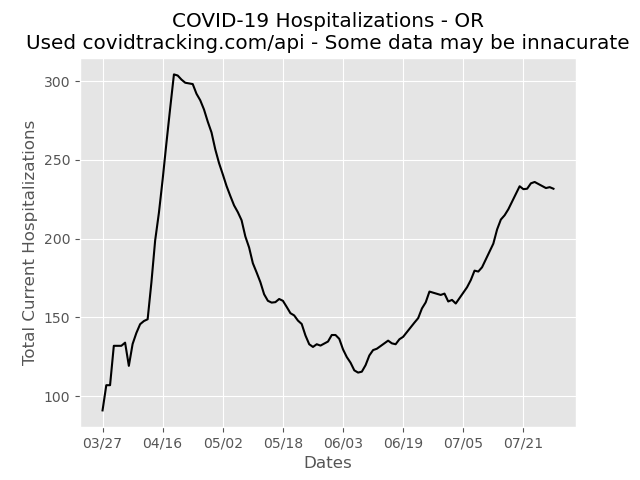 COVID-19 Hospitalizations - OR
Used covidtracking.com/api - Some data may be innacurate
300
250
200
150
100
Total Current Hospitalizations
03/27 04/16 05/02 05/18 06/03 06/19 07/05 07/21
Dates